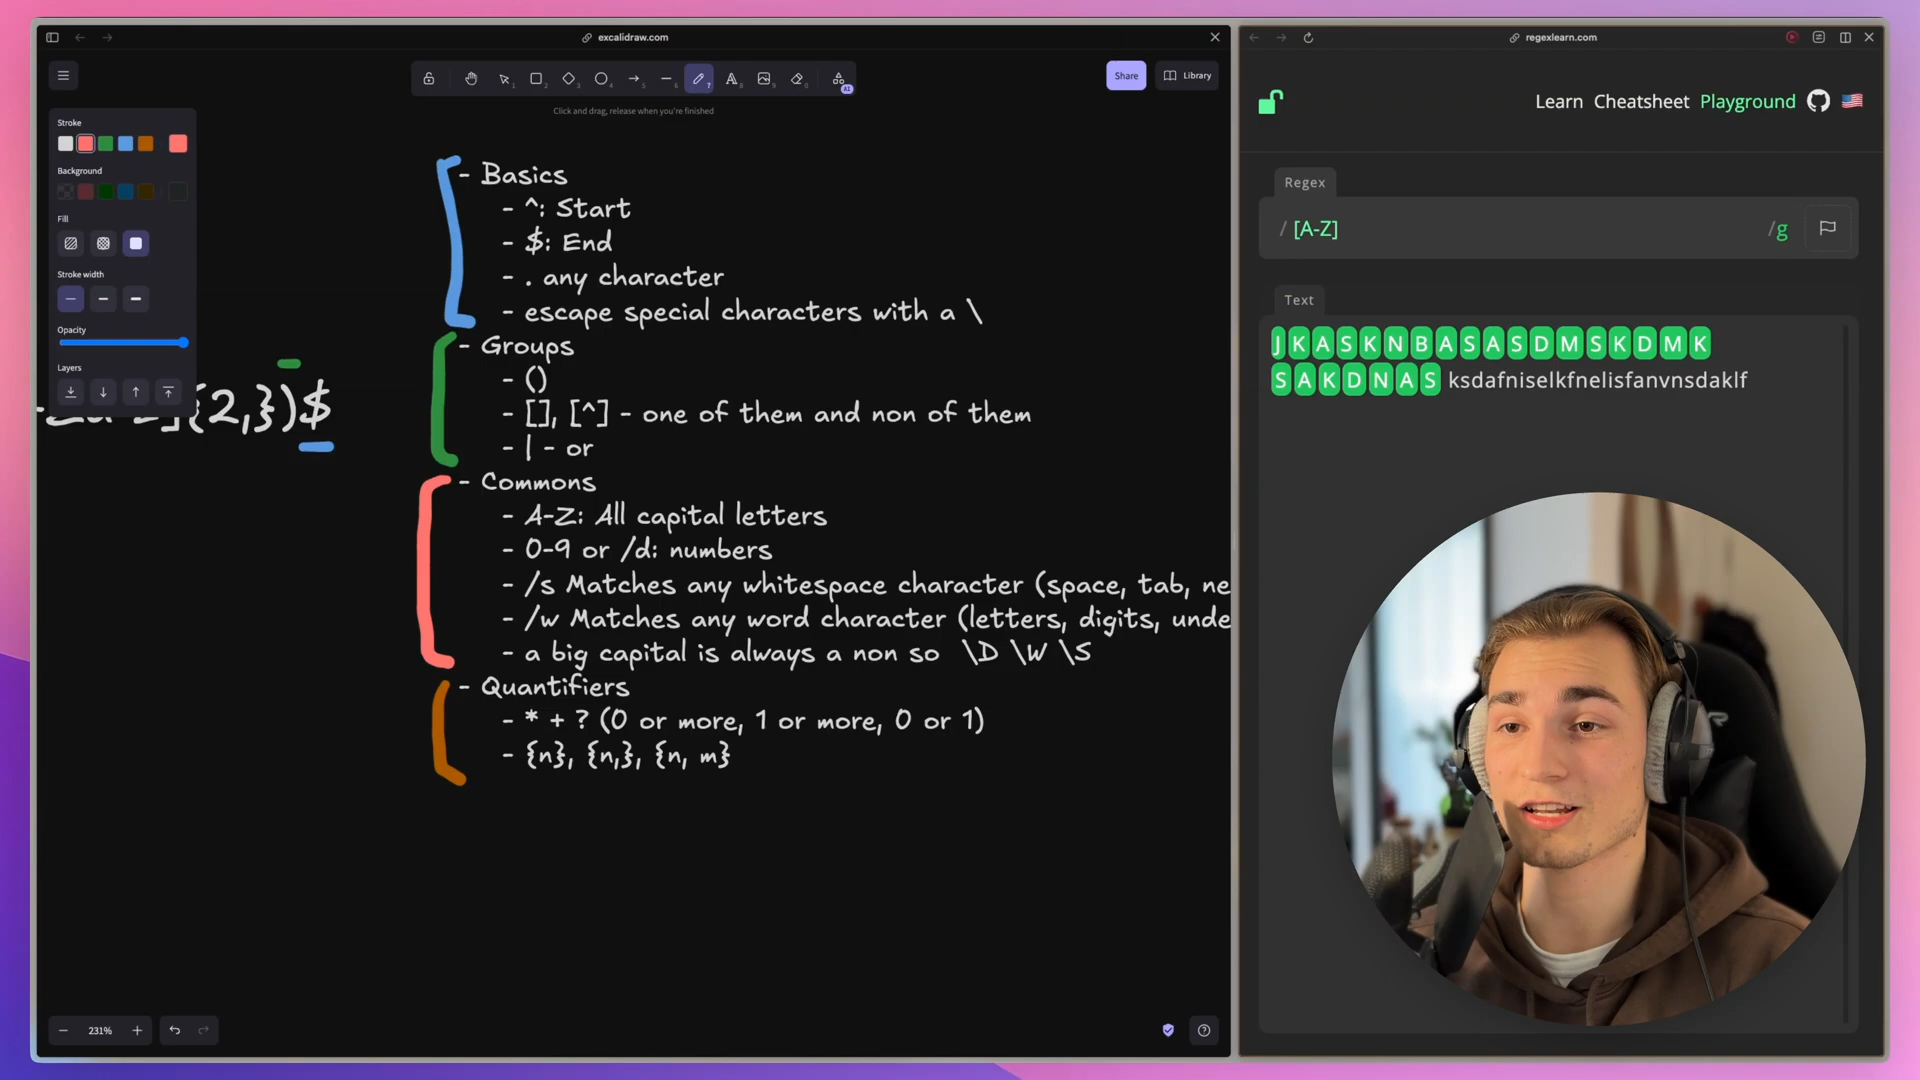 excalidraw.com
regexlearn.com
Share
Library
Click and drag, release when you're finished
Stroke
Background
Fill
Stroke width
Opacity
Layers
{2,})$
- Basics
- ^: Start
- $: End
- . any character
- escape special characters with a \
- Groups
- ()
- [], [^] - one of them and non of them
- | - or
- Commons
- A-Z: All capital letters
- 0-9 or /d: numbers
- /s Matches any whitespace character (space, tab, ne
- /w Matches any word character (letters, digits, unde
- a big capital is always a non so \D \W \S
- Quantifiers
- * + ? (0 or more, 1 or more, 0 or 1)
- {n}, {n,}, {n, m}
231%
Learn Cheatsheet Playground
Regex
/ [A-Z] /g
Text
JKASKNBASASDMSKDMK
SAKDNAS ksdafniselkfnelisfanvnsdaklf